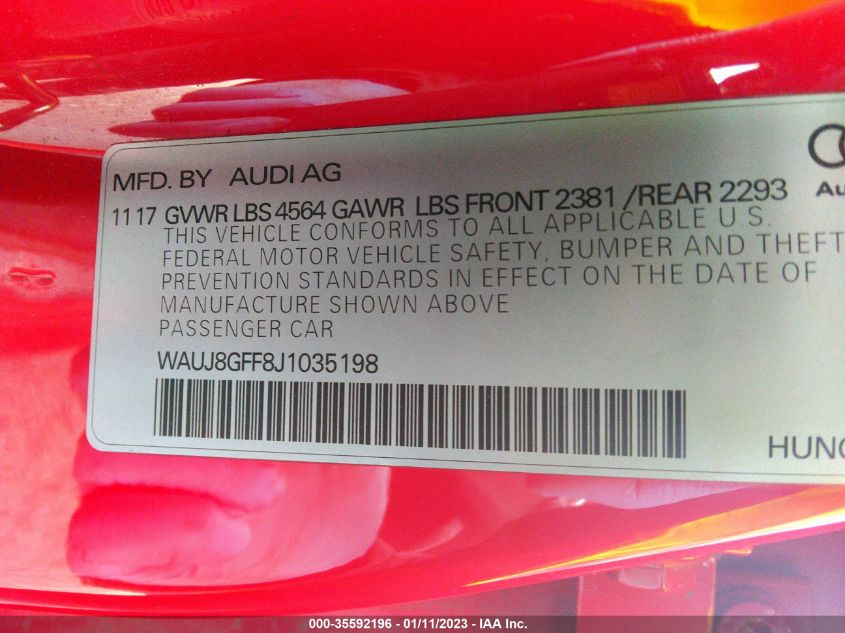 MFD. BY AUDI AG
11 17 GVWR LBS 4564 GAWR LBS FRONT 2381 /REAR 2293
THIS VEHICLE CONFORMS TO ALL APPLICABLE U.S.
FEDERAL MOTOR VEHICLE SAFETY, BUMPER AND THEFT
PREVENTION STANDARDS IN EFFECT ON THE DATE OF
MANUFACTURE SHOWN ABOVE
PASSENGER CAR
WAUJ8GFF8J1035198
000-35592196 - 01/11/2023 - IAA Inc.